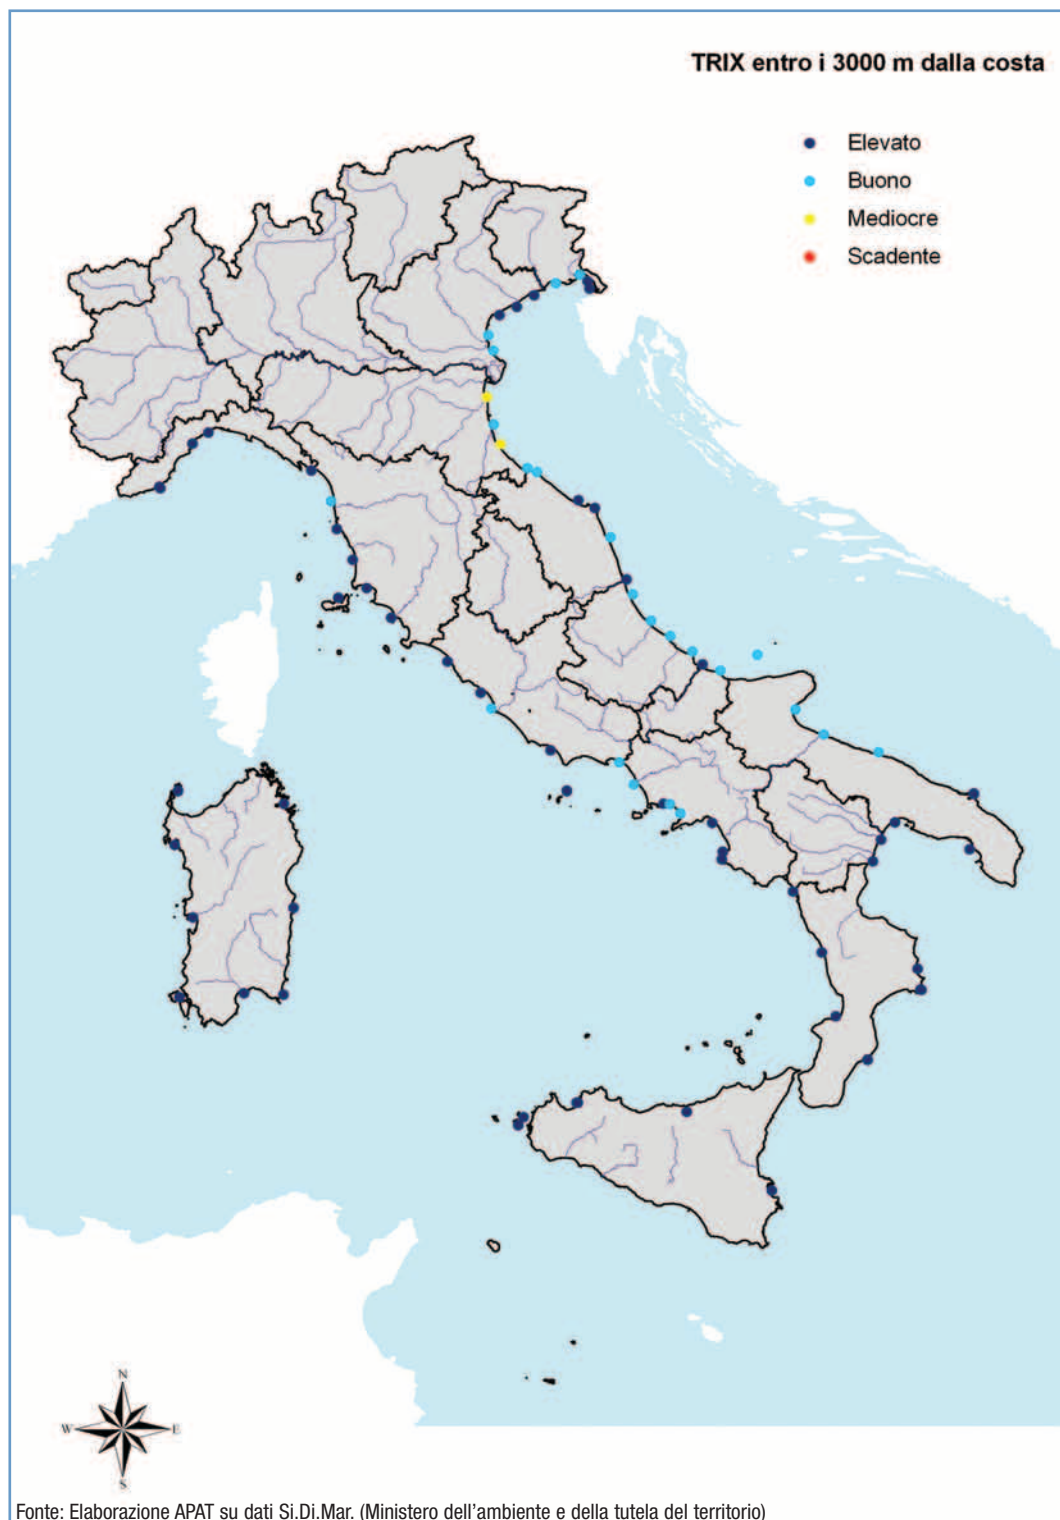 TRIX entro i 3000 m dalla costa
Elevato
Buono
Mediocre
Scadente
N
W E
S
Fonte: Elaborazione APAT su dati Si.Di.Mar. (Ministero dell'ambiente e della tutela del territorio)